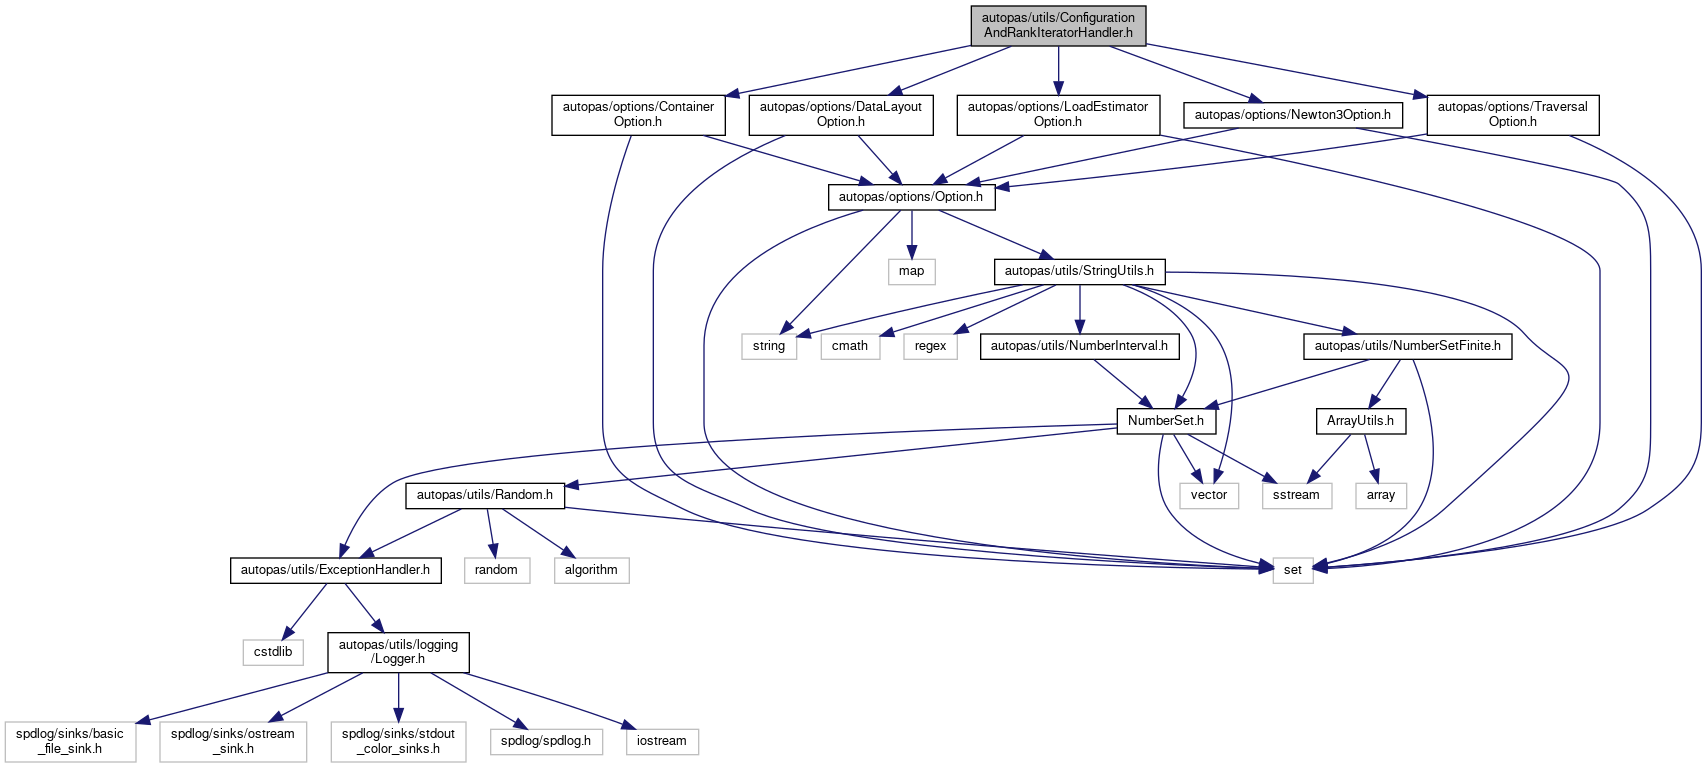 autopas/utils/Configuration
AndRankIteratorHandler.h
autopas/options/Container
Option.h
autopas/options/DataLayout
Option.h
autopas/options/LoadEstimator
Option.h
autopas/options/Newton3Option.h
autopas/options/Traversal
Option.h
autopas/options/Option.h
map
autopas/utils/StringUtils.h
string
cmath
regex
autopas/utils/NumberInterval.h
autopas/utils/NumberSetFinite.h
NumberSet.h
ArrayUtils.h
autopas/utils/Random.h
vector
sstream
array
autopas/utils/ExceptionHandler.h
random
algorithm
set
cstdlib
autopas/utils/logging
/Logger.h
spdlog/sinks/basic
_file_sink.h
spdlog/sinks/ostream
_sink.h
spdlog/sinks/stdout
_color_sinks.h
spdlog/spdlog.h
iostream